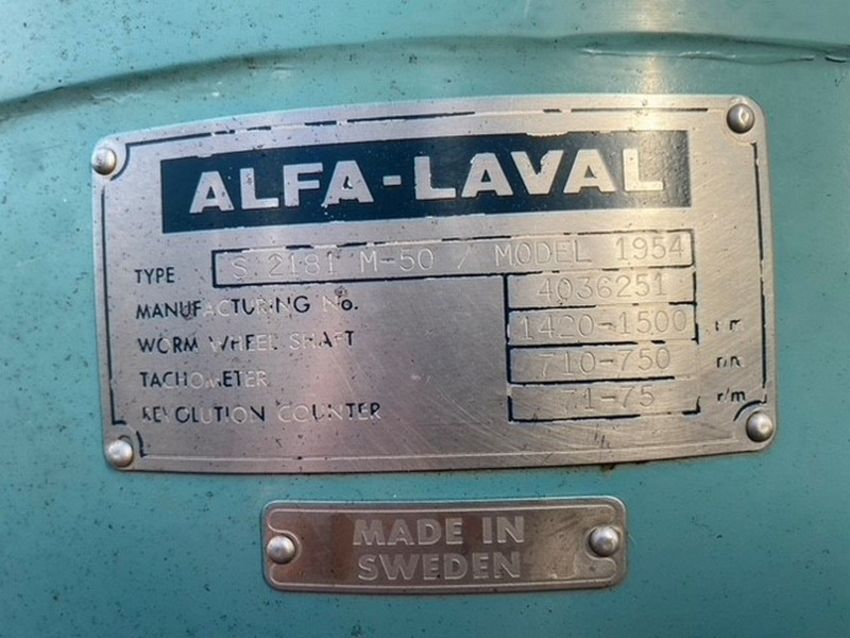 ALFA-LAVAL
TYPE S 2181 M-50 / MODEL 1954
MANUFACTURING No. 4036251
WORM WHEEL SHAFT 1420-1500 r/m
TACHOMETER 710-750 r/m
REVOLUTION COUNTER 71-75 r/m
MADE IN
SWEDEN